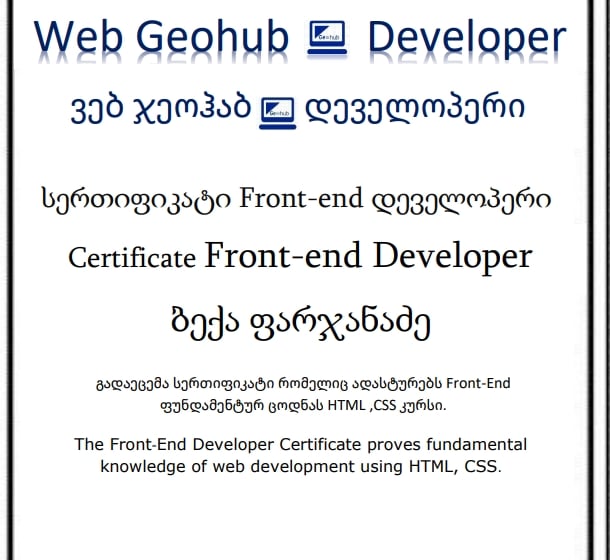 Web Geohub Geohub Developer
ვებ ჯეოჰაბ Geohub დეველოპერი
სერთიფიკატი Front-end დეველოპერი
Certificate Front-end Developer
ბექა ფარჯანაძე
გადაეცემა სერთიფიკატი რომელიც ადასტურებს Front-End
ფუნდამენტურ ცოდნას HTML ,CSS კურსი.
The Front-End Developer Certificate proves fundamental
knowledge of web development using HTML, CSS.